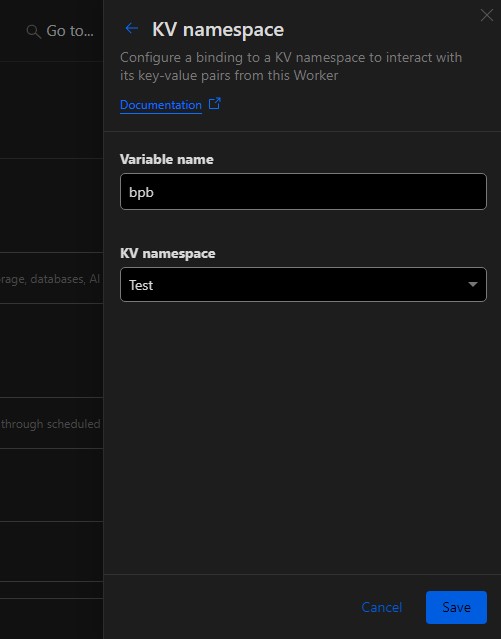 Go to...
KV namespace
Configure a binding to a KV namespace to interact with
its key-value pairs from this Worker
Documentation
Variable name
bpb
rage, databases, AI
KV namespace
Test
through scheduled
Cancel
Save